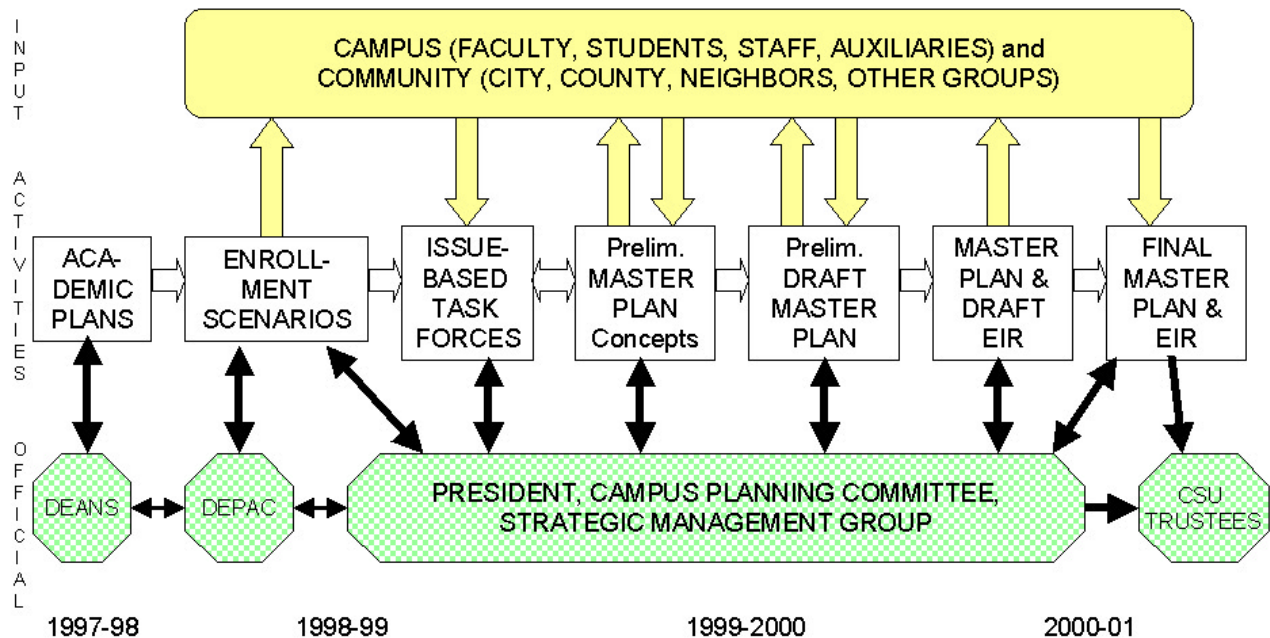 INPUT
CAMPUS (FACULTY, STUDENTS, STAFF, AUXILIARIES) and
COMMUNITY (CITY, COUNTY, NEIGHBORS, OTHER GROUPS)
ACTIVITIES
ACA-
DEMIC
PLANS
ENROLL-
MENT
SCENARIOS
ISSUE-
BASED
TASK
FORCES
Prelim.
MASTER
PLAN
Concepts
Prelim.
DRAFT
MASTER
PLAN
MASTER
PLAN &
DRAFT
EIR
FINAL
MASTER
PLAN &
EIR
OFFICIAL
DEANS
DEPAC
PRESIDENT, CAMPUS PLANNING COMMITTEE,
STRATEGIC MANAGEMENT GROUP
CSU
TRUSTEES
1997-98
1998-99
1999-2000
2000-01